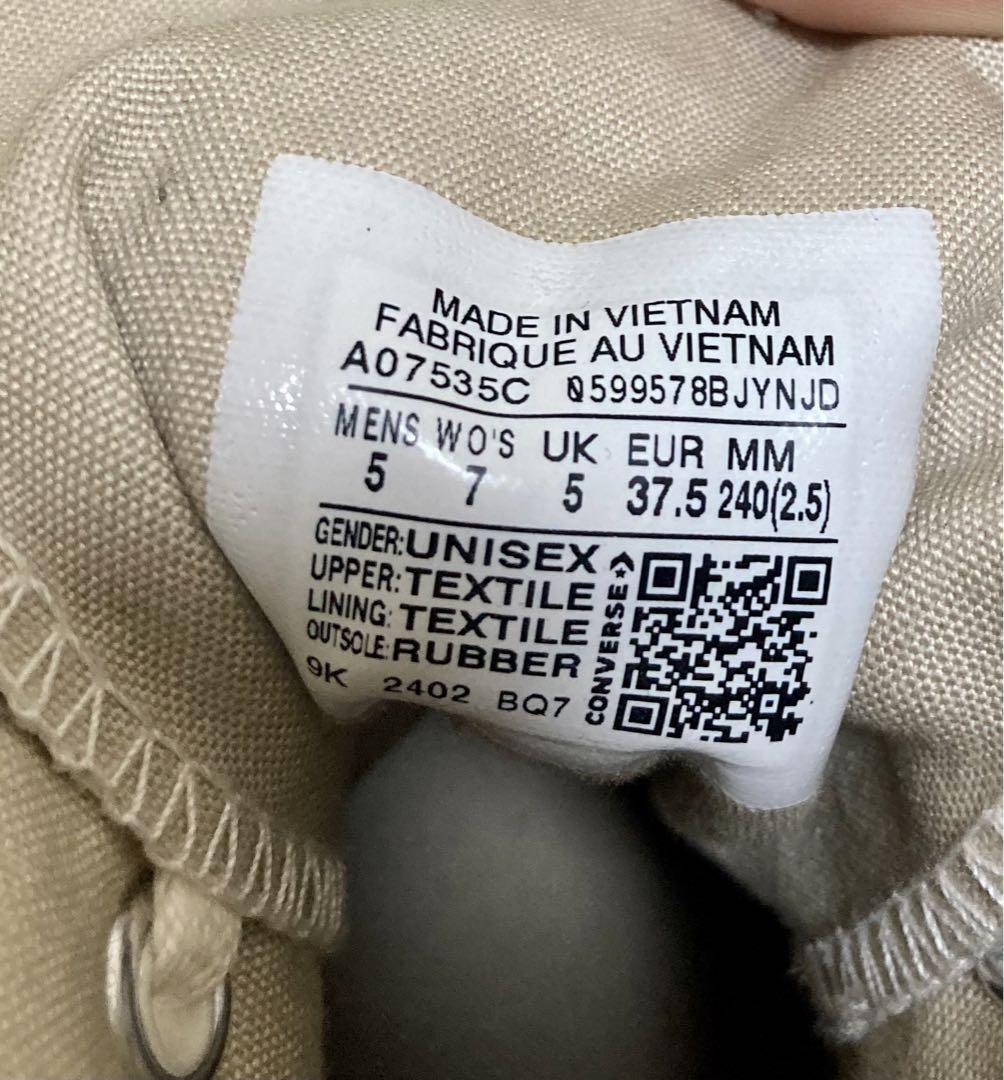 MADE IN VIETNAM
FABRIQUE AU VIETNAM
A07535C 0599578BJYNJD
MENS WO'S UK EUR MM
5 7 5 37.5 240(2.5)
GENDER:UNISEX
UPPER:TEXTILE
LINING:TEXTILE
OUTSOLE:RUBBER
9K 2402 BQ7
CONVERSE